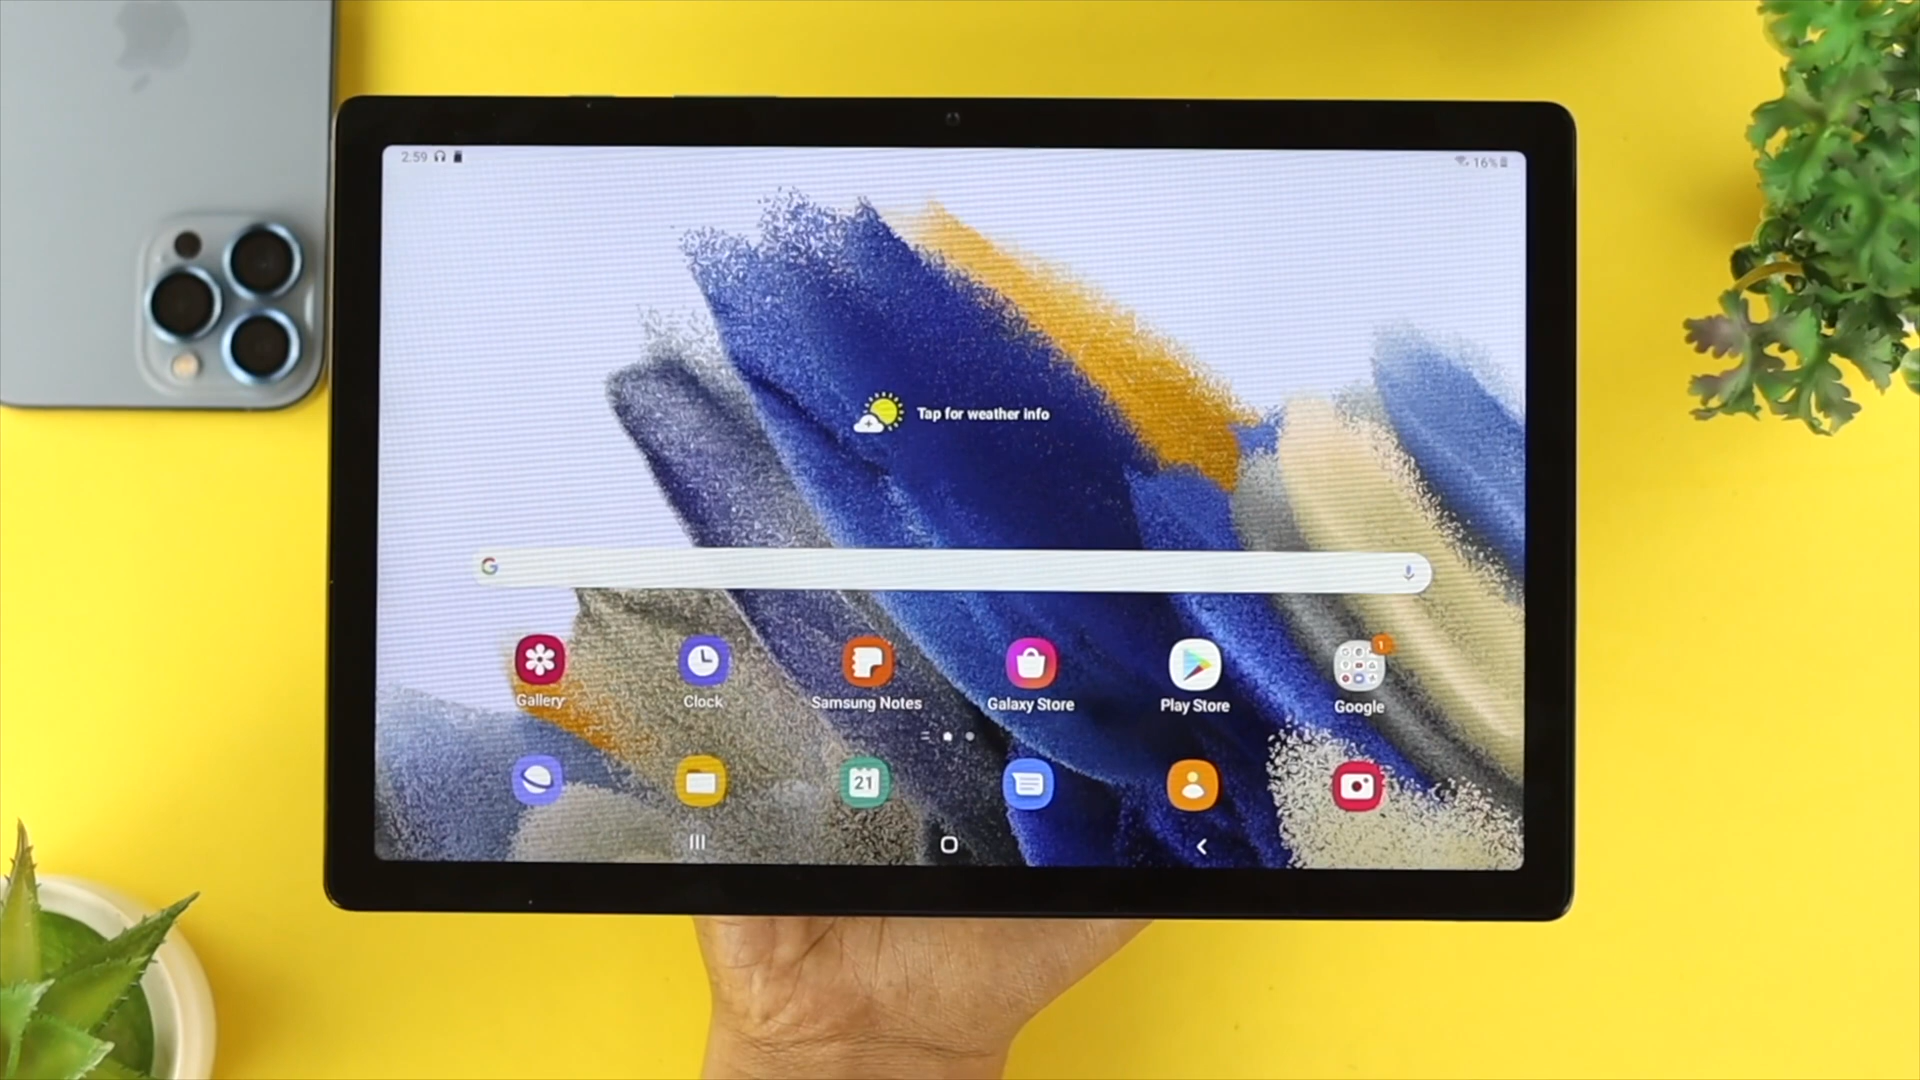 2:59
16%
Tap for weather info
G
Gallery
Clock
Samsung Notes
Galaxy Store
Play Store
1
Google
21